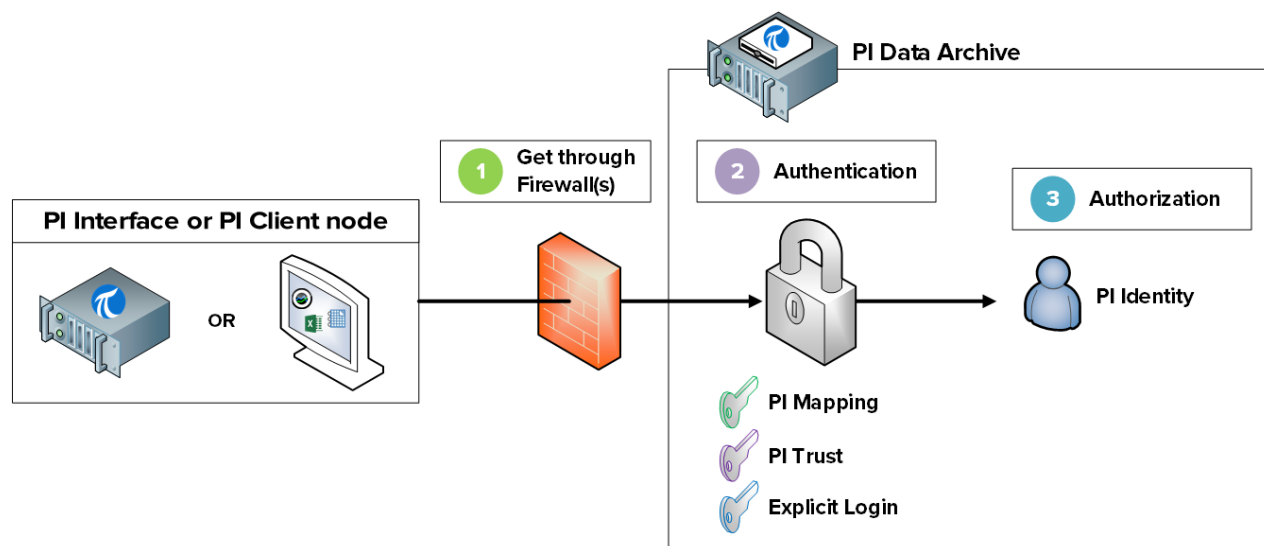 PI Data Archive
1
Get through
Firewall(s)
2
Authentication
3
Authorization
PI Interface or PI Client node
OR
PI Identity
PI Mapping
PI Trust
Explicit Login